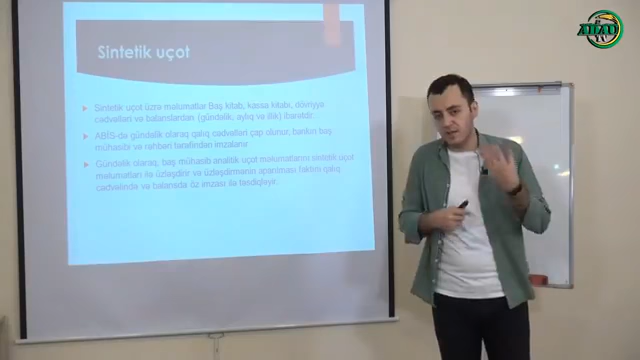 Sintetik uçot
Sintetik uçot üzrə məlumatlar Baş kitab, kassa kitabı, dövriyyə
cədvəlləri və balanslardan (gündəlik, aylıq və illik) ibarətdir.
ABİS-də gündəlik olaraq qalıq cədvəlləri çap olunur, bankın baş
mühasibi və rəhbəri tərəfindən imzalanır.
Gündəlik olaraq, baş mühasib analitik uçot məlumatlarını sintetik uçot
məlumatları ilə üzləşdirir və üzləşdirmənin aparılması faktını qalıq
cədvəlində və balansda öz imzası ilə təsdiqləyir.